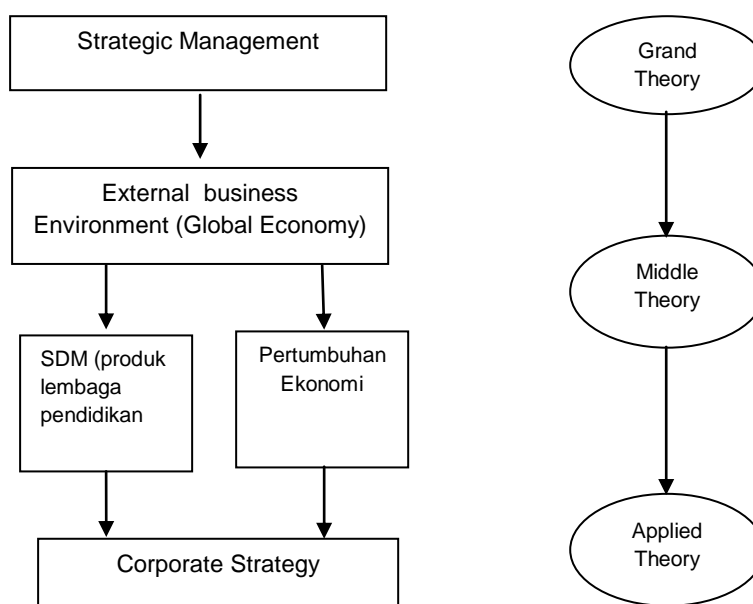 Strategic Management
External business
Environment (Global Economy)
SDM (produk
lembaga
pendidikan
Pertumbuhan
Ekonomi
Corporate Strategy
Grand
Theory
Middle
Theory
Applied
Theory